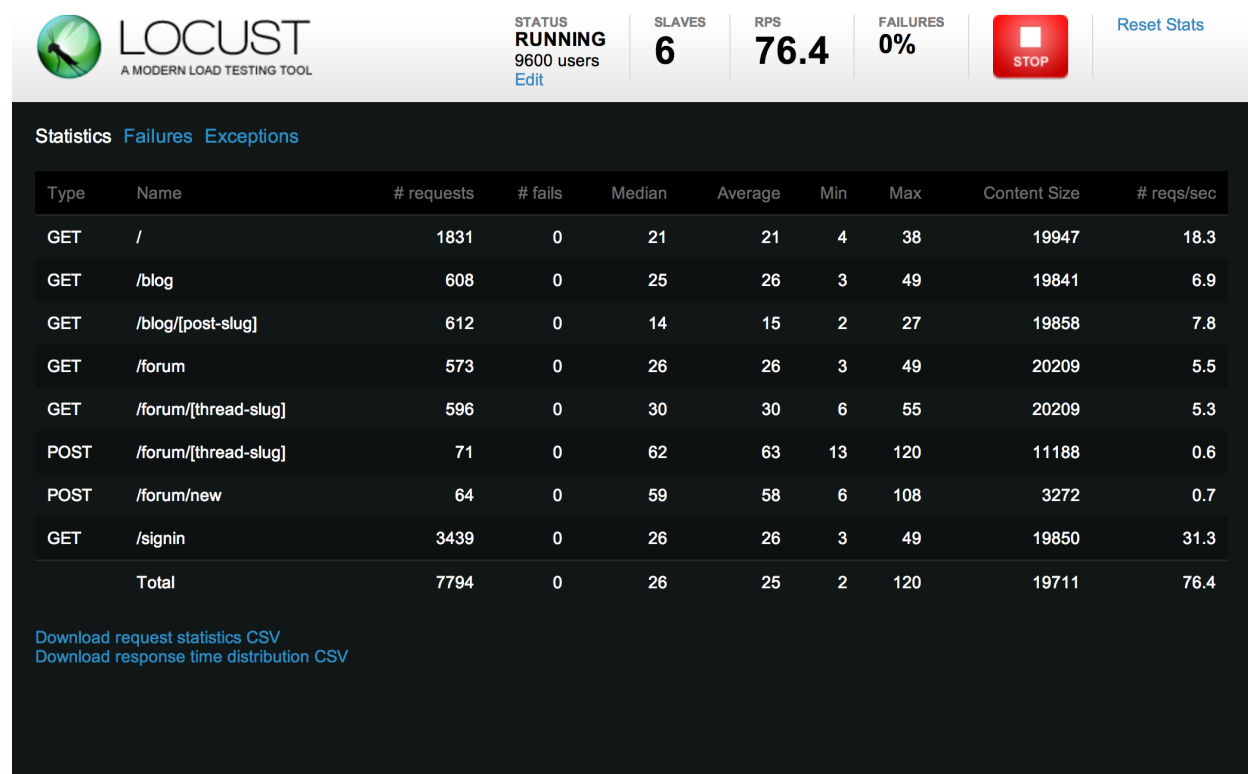 LOCUST
A MODERN LOAD TESTING TOOL
STATUS
RUNNING
9600 users
Edit
SLAVES
6
RPS
76.4
FAILURES
0%
STOP
Reset Stats
Statistics Failures Exceptions
Type Name # requests # fails Median Average Min Max Content Size # reqs/sec
GET / 1831 0 21 21 4 38 19947 18.3
GET /blog 608 0 25 26 3 49 19841 6.9
GET /blog/[post-slug] 612 0 14 15 2 27 19858 7.8
GET /forum 573 0 26 26 3 49 20209 5.5
GET /forum/[thread-slug] 596 0 30 30 6 55 20209 5.3
POST /forum/[thread-slug] 71 0 62 63 13 120 11188 0.6
POST /forum/new 64 0 59 58 6 108 3272 0.7
GET /signin 3439 0 26 26 3 49 19850 31.3
Total 7794 0 26 25 2 120 19711 76.4
Download request statistics CSV
Download response time distribution CSV